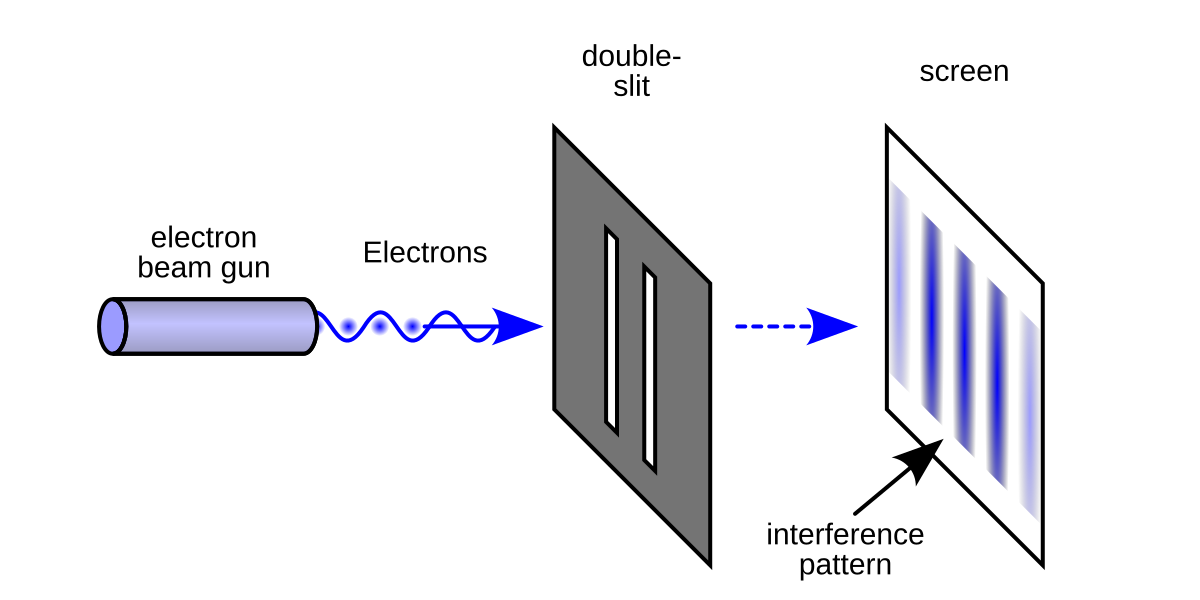 double-
slit
screen
electron
beam gun
Electrons
interference
pattern